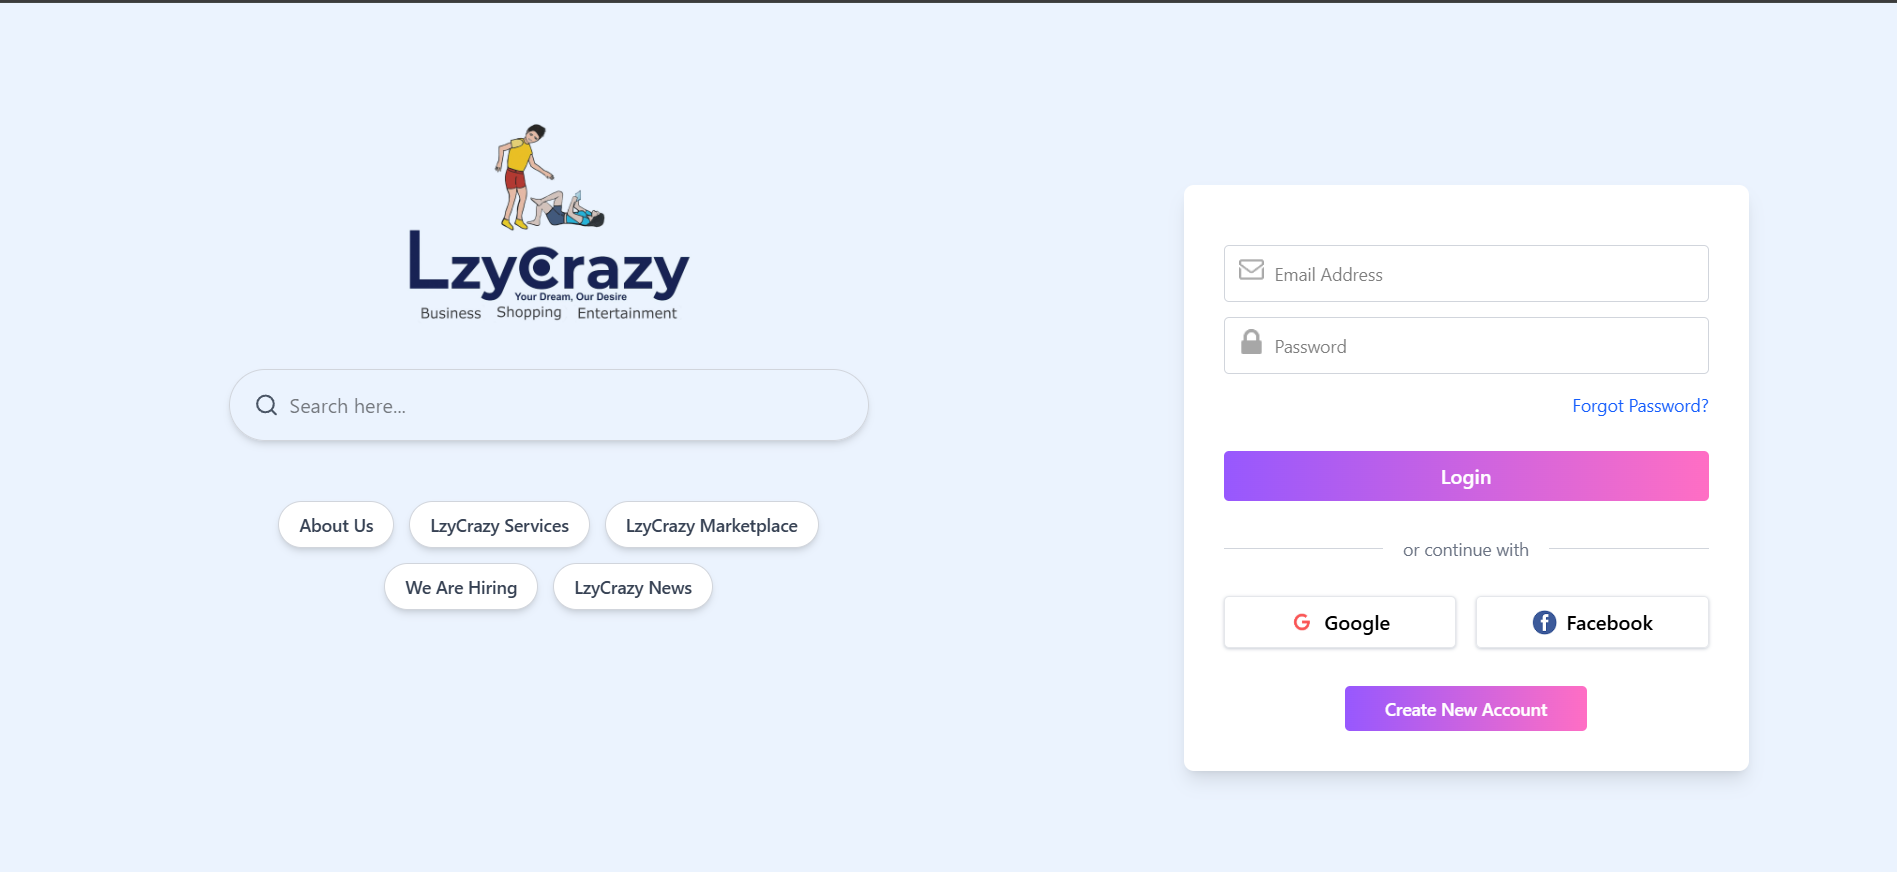 LzyCrazy
Your Dream, Our Desire
Business Shopping Entertainment
Search here...
About Us
LzyCrazy Services
LzyCrazy Marketplace
We Are Hiring
LzyCrazy News
Email Address
Password
Forgot Password?
Login
or continue with
Google
Facebook
Create New Account